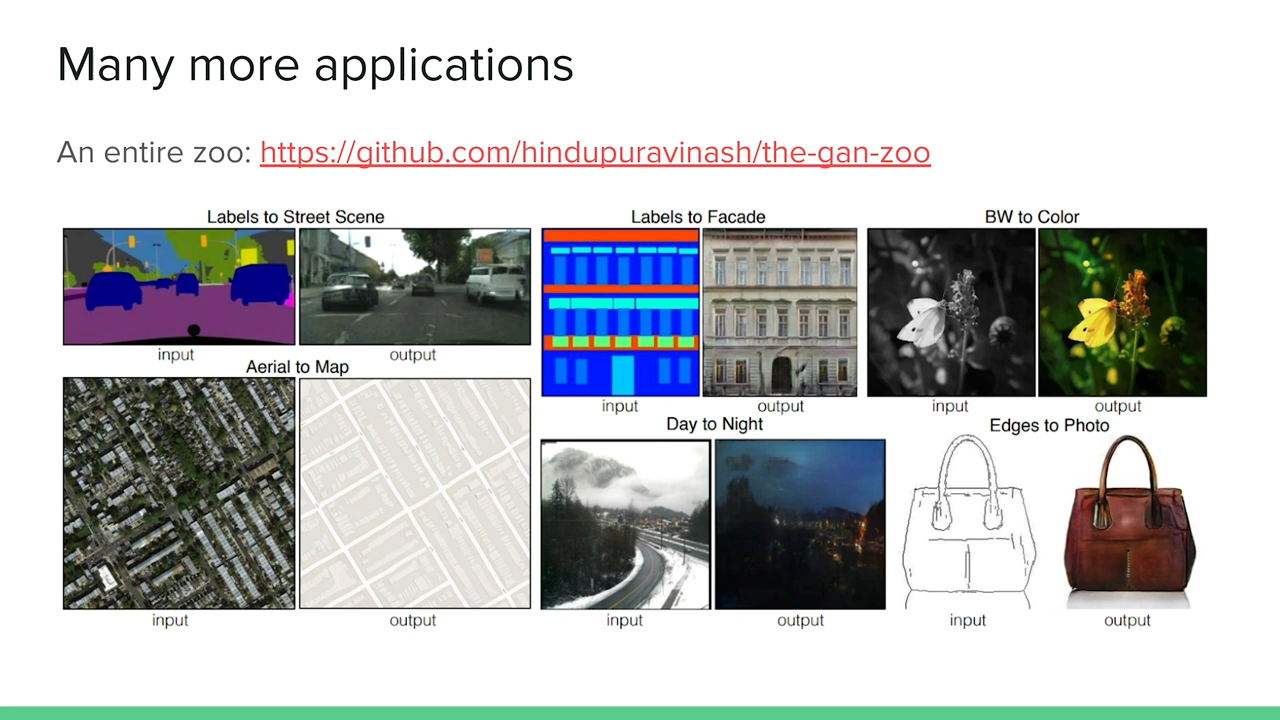 Many more applications
An entire zoo: https://github.com/hindupuravinash/the-gan-zoo
Labels to Street Scene
input
output
Aerial to Map
input
output
Labels to Facade
input
output
BW to Color
input
output
Day to Night
input
output
Edges to Photo
input
output